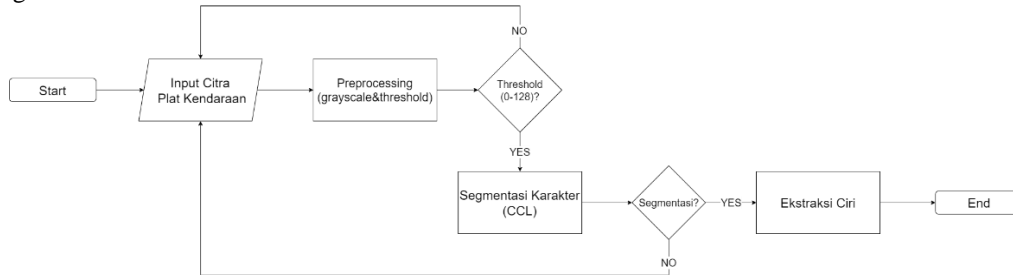 NO
Start
Input Citra
Plat Kendaraan
Preprocessing
(grayscale&threshold)
Threshold
(0-128)?
YES
Segmentasi Karakter
(CCL)
Segmentasi?
YES
Ekstraksi Ciri
End
NO